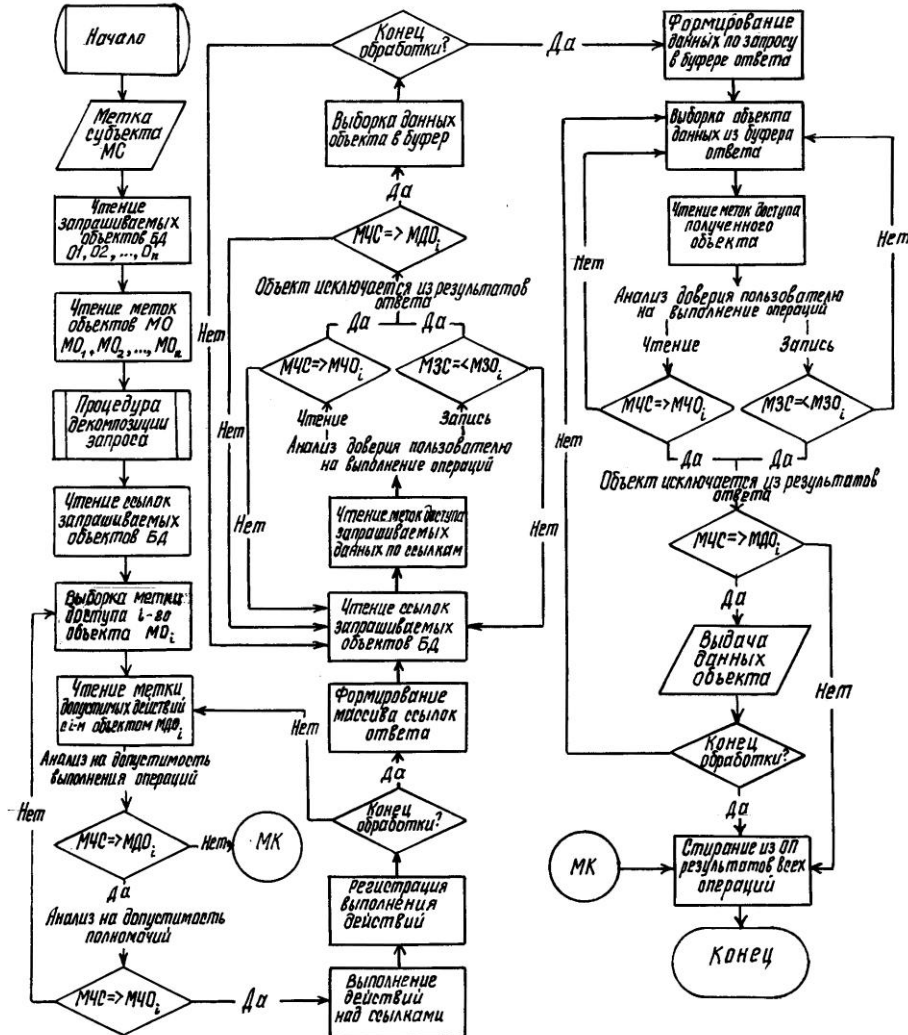 Начало
Метка
субъекта
МС
Чтение
запрашиваемых
объектов БД
О1, О2, ..., Оn
Чтение меток
объектов МО
МО1, МО2, ..., МОn
Процедура
декомпозиции
запроса
Чтение ссылок
запрашиваемых
объектов БД
Выборка метки
доступа i-го
объекта МОi
Чтение метки
допустимых действий
с i-м объектом МДОi
Анализ на допустимость
выполнения операций
Нет
МЧС=>МДОi
Нет
МК
Да
Анализ на допустимость
полномочий
МЧС=>МЧОi
Да
Конец
обработки?
Да
Выборка данных
объекта в буфер
Да
МЧС=>МДОi
Объект исключается из результатов
ответа
Нет
Да
Да
МЧС=>МЧОi
МЗС=<МЗОi
Нет
Чтение
Запись
Анализ доверия пользователю
на выполнение операций
Нет
Нет
Чтение меток доступа
запрашиваемых
данных по ссылкам
Чтение ссылок
запрашиваемых
объектов БД
Формирование
массива ссылок
ответа
Нет
Да
Конец
обработки?
Регистрация
выполнения
действий
Выполнение
действий
над ссылками
Формирование
данных по запросу
в буфере ответа
Выборка объекта
данных из буфера
ответа
Чтение меток доступа
полученного
объекта
Нет
Нет
Анализ доверия пользователю
на выполнение операций
Чтение
Запись
МЧС=>МЧОi
МЗС=<МЗОi
Нет
Да
Да
Объект исключается из результатов
ответа
МЧС=>МДОi
Да
Выдача
данных
объекта
Нет
Конец
обработки?
Да
МК
Стирание из ОП
результатов всех
операций
Конец